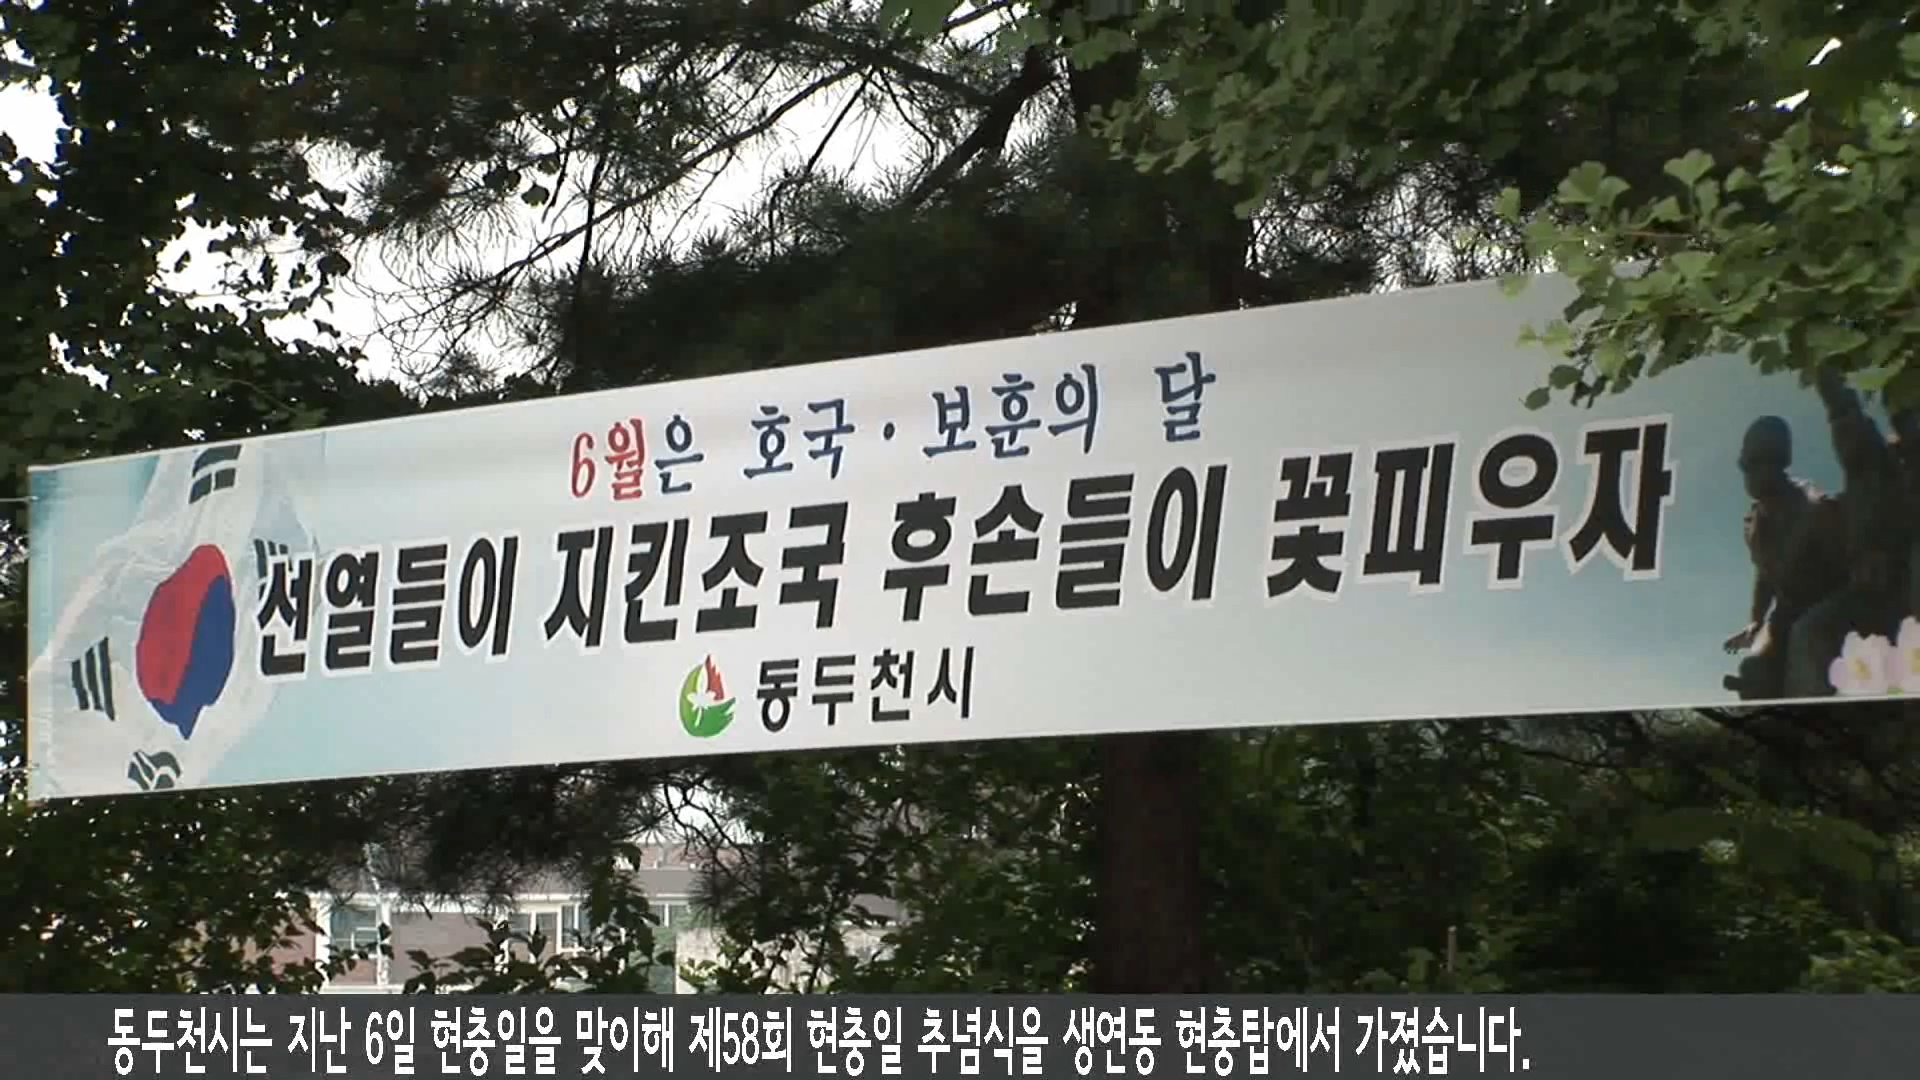 6월은 호국·보훈의 달
선열들이 지킨조국 후손들이 꽃피우자
동두천시
동두천시는 지난 6일 현충일을 맞이해 제58회 현충일 추념식을 생연동 현충탑에서 가졌습니다.